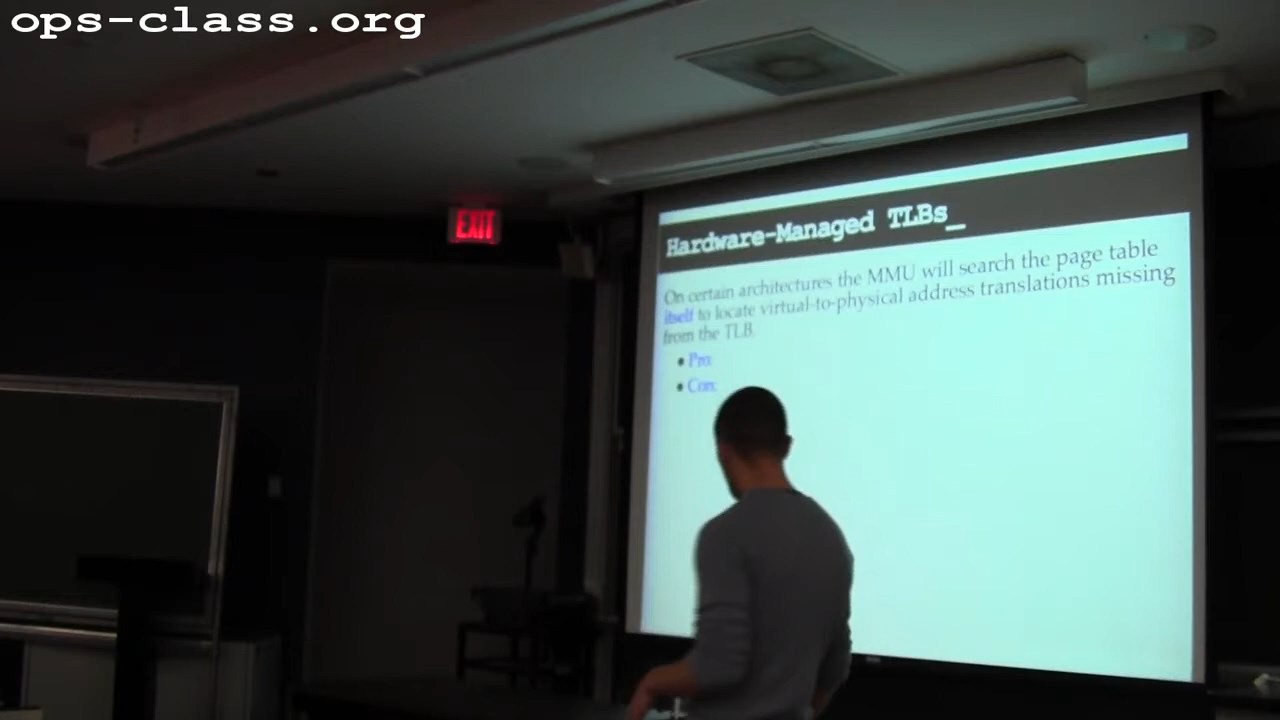 ops-class.org
EXIT
Hardware-Managed TLBs_
On certain architectures the MMU will search the page table
itself to locate virtual-to-physical address translations missing
from the TLB.
• Pro:
• Con: